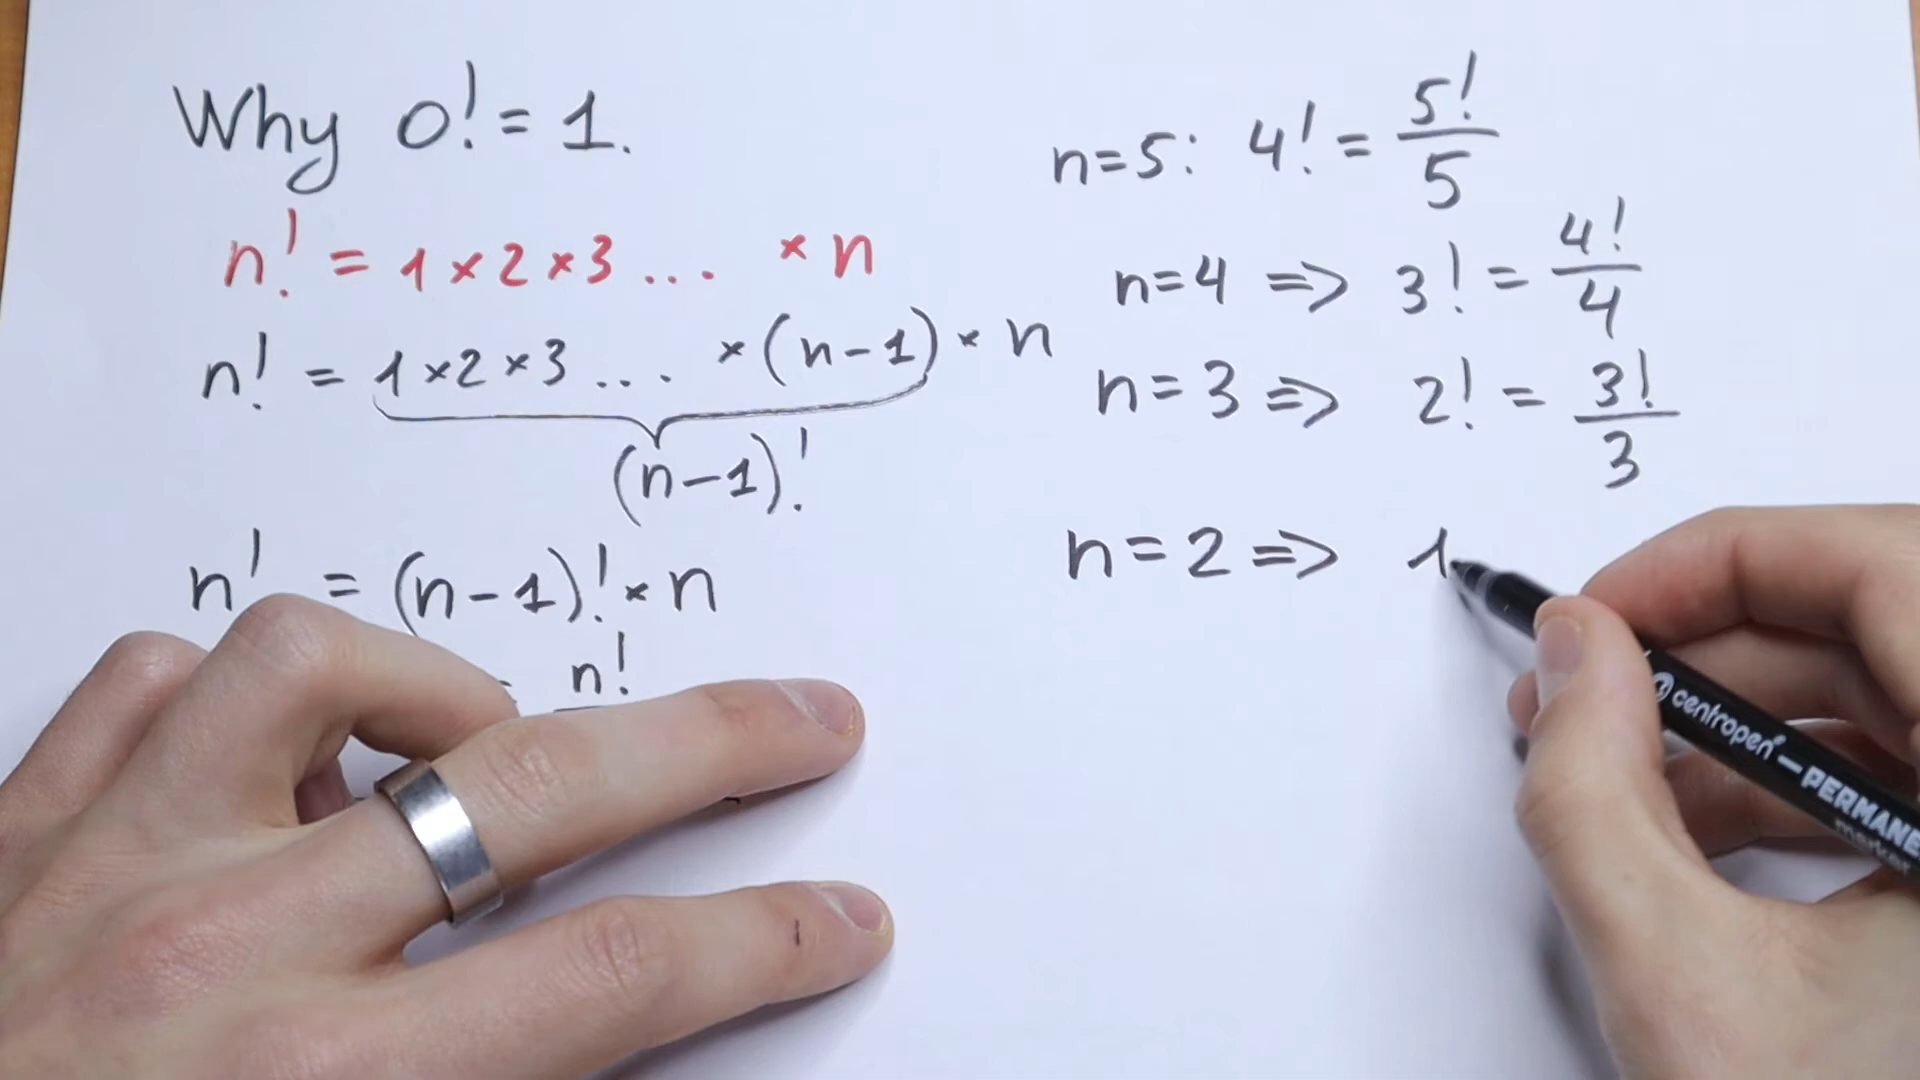 Why 0! = 1.
n! = 1 × 2 × 3 ... × n
n! = 1 × 2 × 3 ... × (n-1) × n
(n-1)!
n! = (n-1)! × n
n!
n=5: 4! = 5!/5
n=4 => 3! = 4!/4
n=3 => 2! = 3!/3
n=2 => 1
centropen — PERMANE
marker